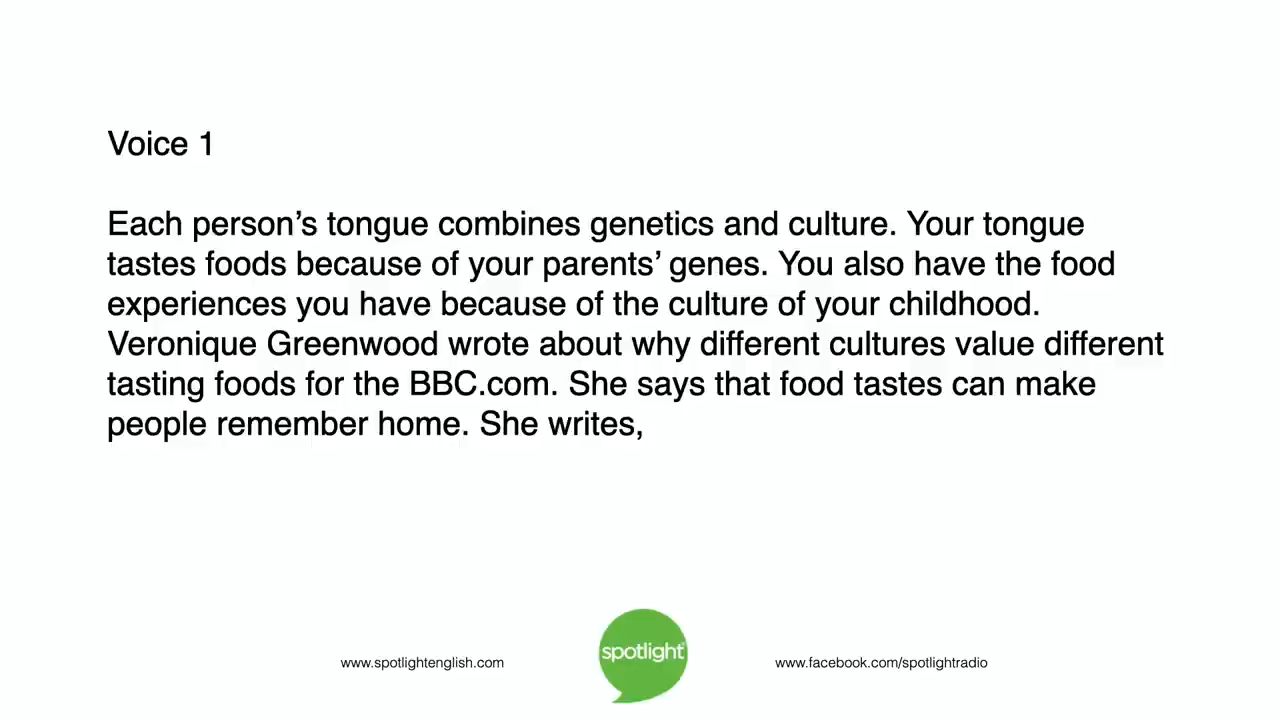 Voice 1
Each person’s tongue combines genetics and culture. Your tongue
tastes foods because of your parents’ genes. You also have the food
experiences you have because of the culture of your childhood.
Veronique Greenwood wrote about why different cultures value different
tasting foods for the BBC.com. She says that food tastes can make
people remember home. She writes,
www.spotlightenglish.com
spotlight
www.facebook.com/spotlightradio